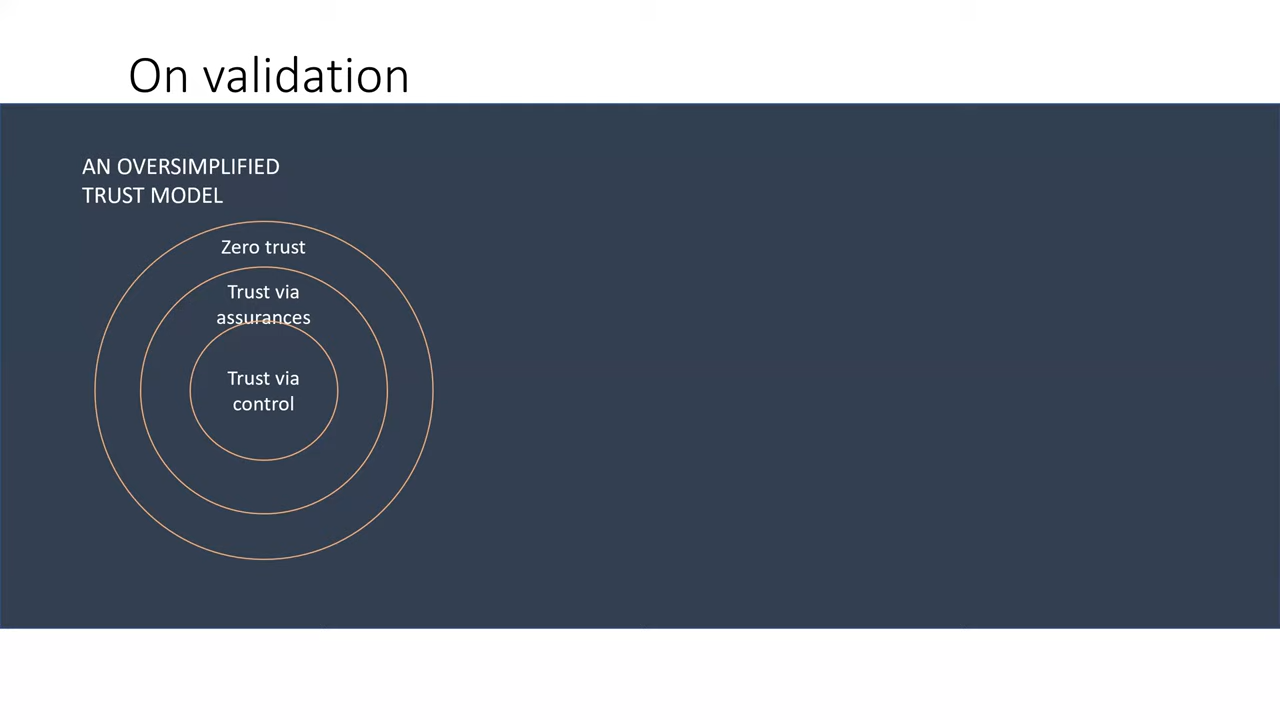 On validation
AN OVERSIMPLIFIED
TRUST MODEL
Zero trust
Trust via
assurances
Trust via
control